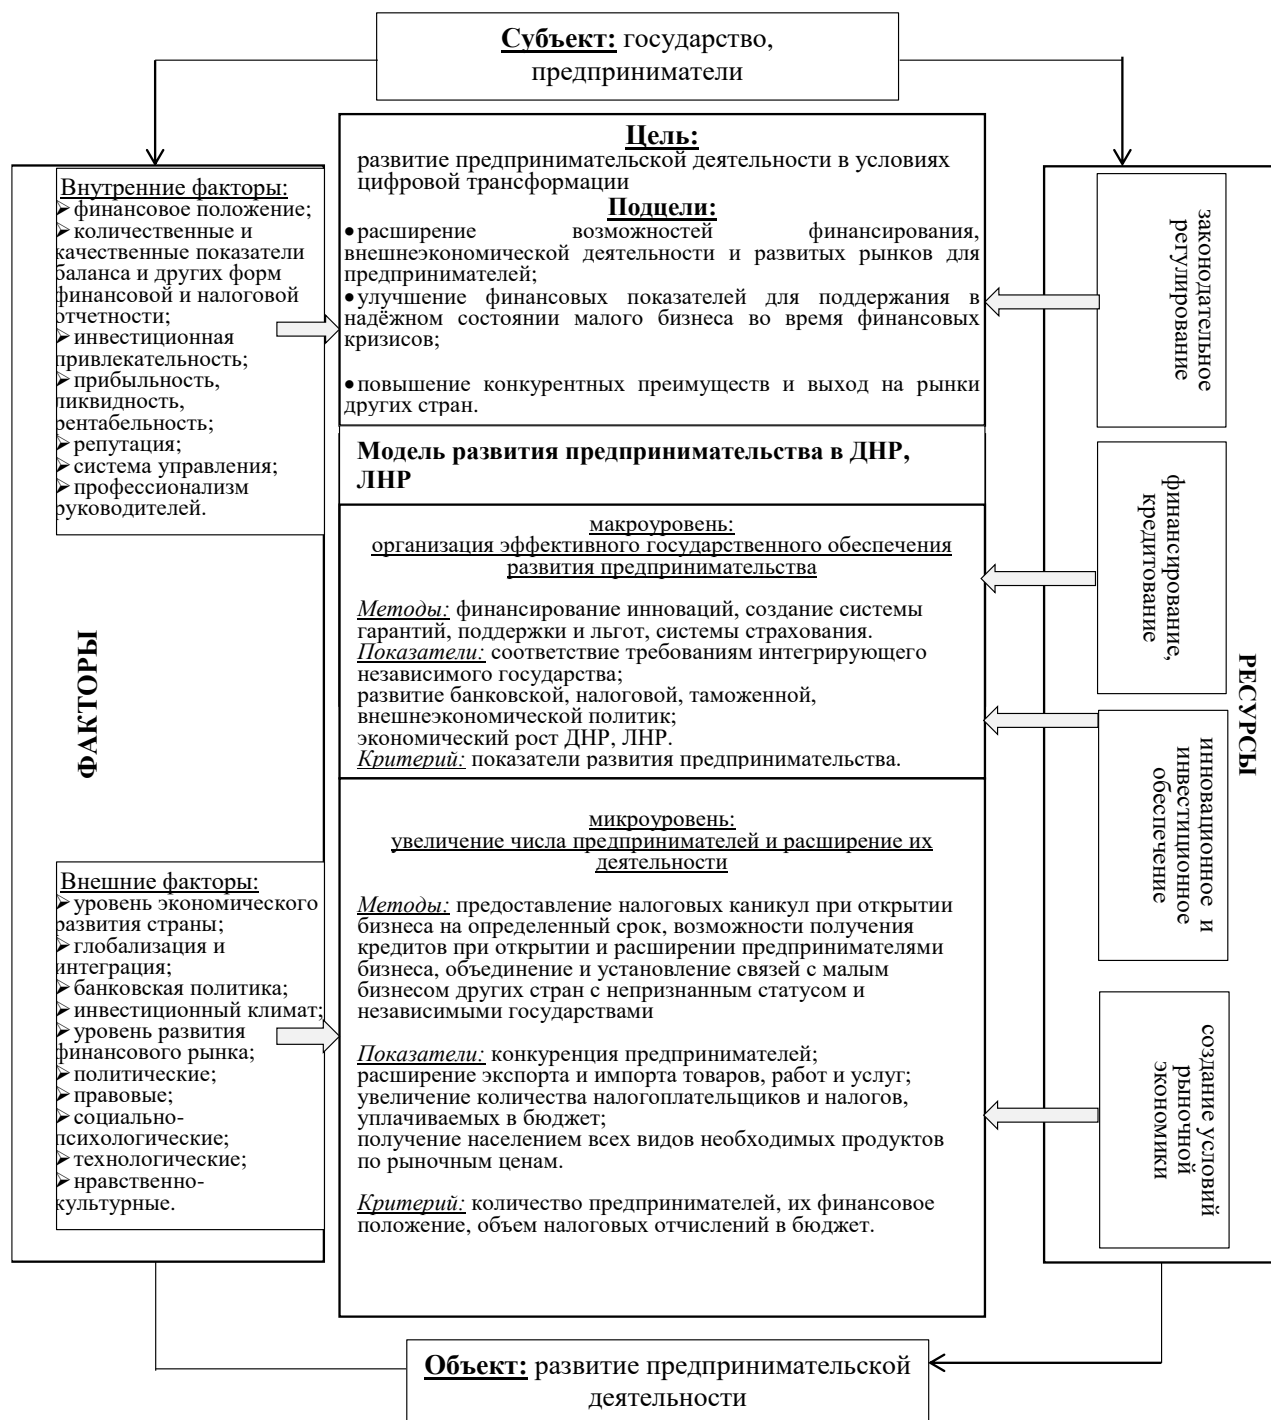 Субъект: государство,
предприниматели
Цель:
развитие предпринимательской деятельности в условиях
цифровой трансформации
Подцели:
•расширение возможностей финансирования,
внешнеэкономической деятельности и развитых рынков для
предпринимателей;
•улучшение финансовых показателей для поддержания в
надёжном состоянии малого бизнеса во время финансовых
кризисов;
•повышение конкурентных преимуществ и выход на рынки
других стран.
Модель развития предпринимательства в ДНР,
ЛНР
макроуровень:
организация эффективного государственного обеспечения
развития предпринимательства
Методы: финансирование инноваций, создание системы
гарантий, поддержки и льгот, системы страхования.
Показатели: соответствие требованиям интегрирующего
независимого государства;
развитие банковской, налоговой, таможенной,
внешнеэкономической политик;
экономический рост ДНР, ЛНР.
Критерий: показатели развития предпринимательства.
микроуровень:
увеличение числа предпринимателей и расширение их
деятельности
Методы: предоставление налоговых каникул при открытии
бизнеса на определенный срок, возможности получения
кредитов при открытии и расширении предпринимателями
бизнеса, объединение и установление связей с малым
бизнесом других стран с непризнанным статусом и
независимыми государствами
Показатели: конкуренция предпринимателей;
расширение экспорта и импорта товаров, работ и услуг;
увеличение количества налогоплательщиков и налогов,
уплачиваемых в бюджет;
получение населением всех видов необходимых продуктов
по рыночным ценам.
Критерий: количество предпринимателей, их финансовое
положение, объем налоговых отчислений в бюджет.
ФАКТОРЫ
Внутренние факторы:
➢финансовое положение;
➢количественные и
качественные показатели
баланса и других форм
финансовой и налоговой
отчетности;
➢инвестиционная
привлекательность;
➢прибыльность,
ликвидность,
рентабельность;
➢репутация;
➢система управления;
➢профессионализм
руководителей.
Внешние факторы:
➢уровень экономического
развития страны;
➢глобализация и
интеграция;
➢банковская политика;
➢инвестиционный климат;
➢уровень развития
финансового рынка;
➢политические;
➢правовые;
➢социально-
психологические;
➢технологические;
➢нравственно-
культурные.
РЕСУРСЫ
законодательное
регулирование
финансирование,
кредитование
инновационное и
инвестиционное
обеспечение
создание условий
рыночной
экономики
Объект: развитие предпринимательской
деятельности